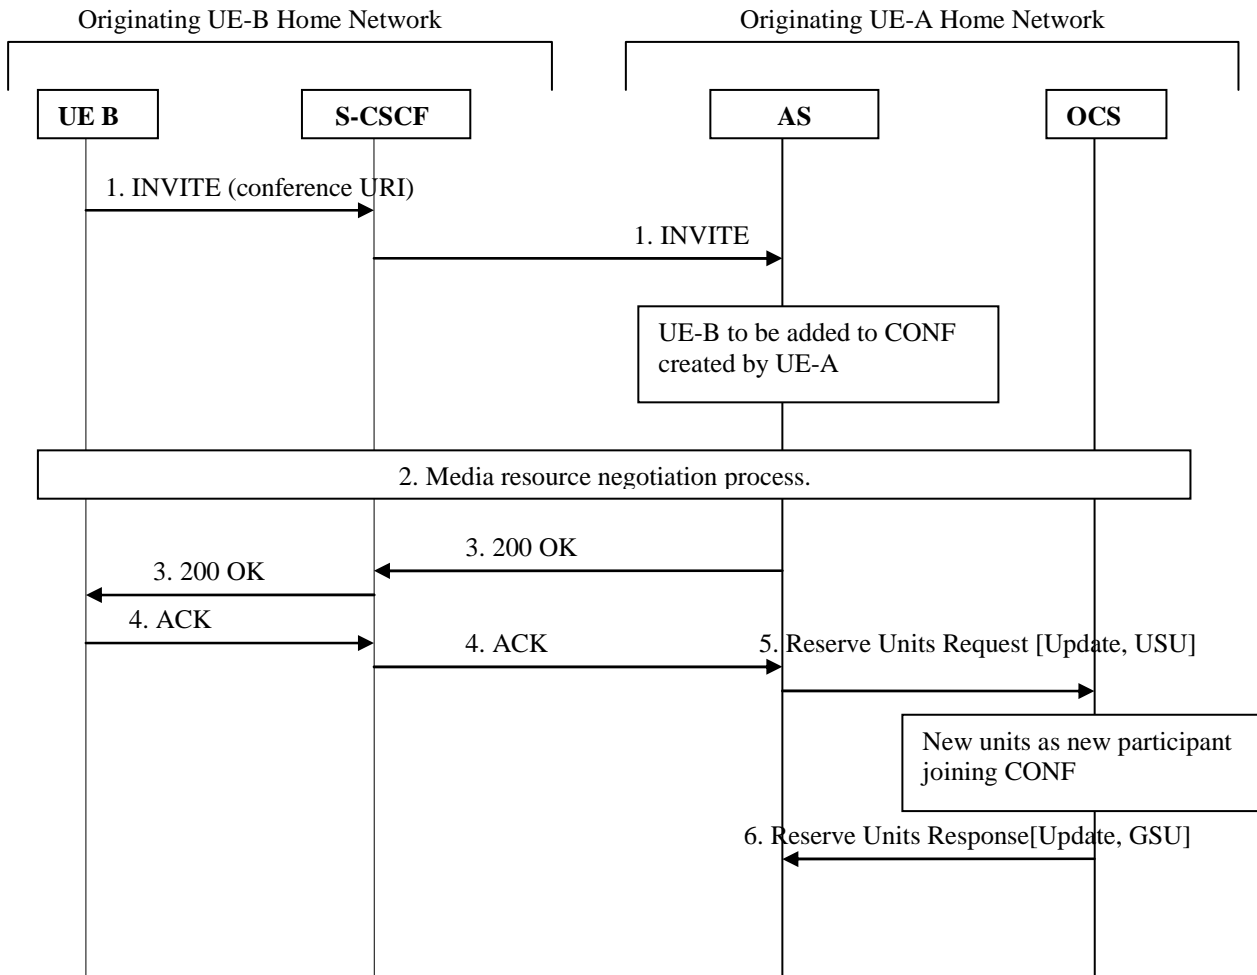 Originating UE-B Home Network
Originating UE-A Home Network
UE B
S-CSCF
AS
OCS
1. INVITE (conference URI)
1. INVITE
UE-B to be added to CONF
created by UE-A
2. Media resource negotiation process.
3. 200 OK
3. 200 OK
4. ACK
4. ACK
5. Reserve Units Request [Update, USU]
New units as new participant
joining CONF
6. Reserve Units Response[Update, GSU]